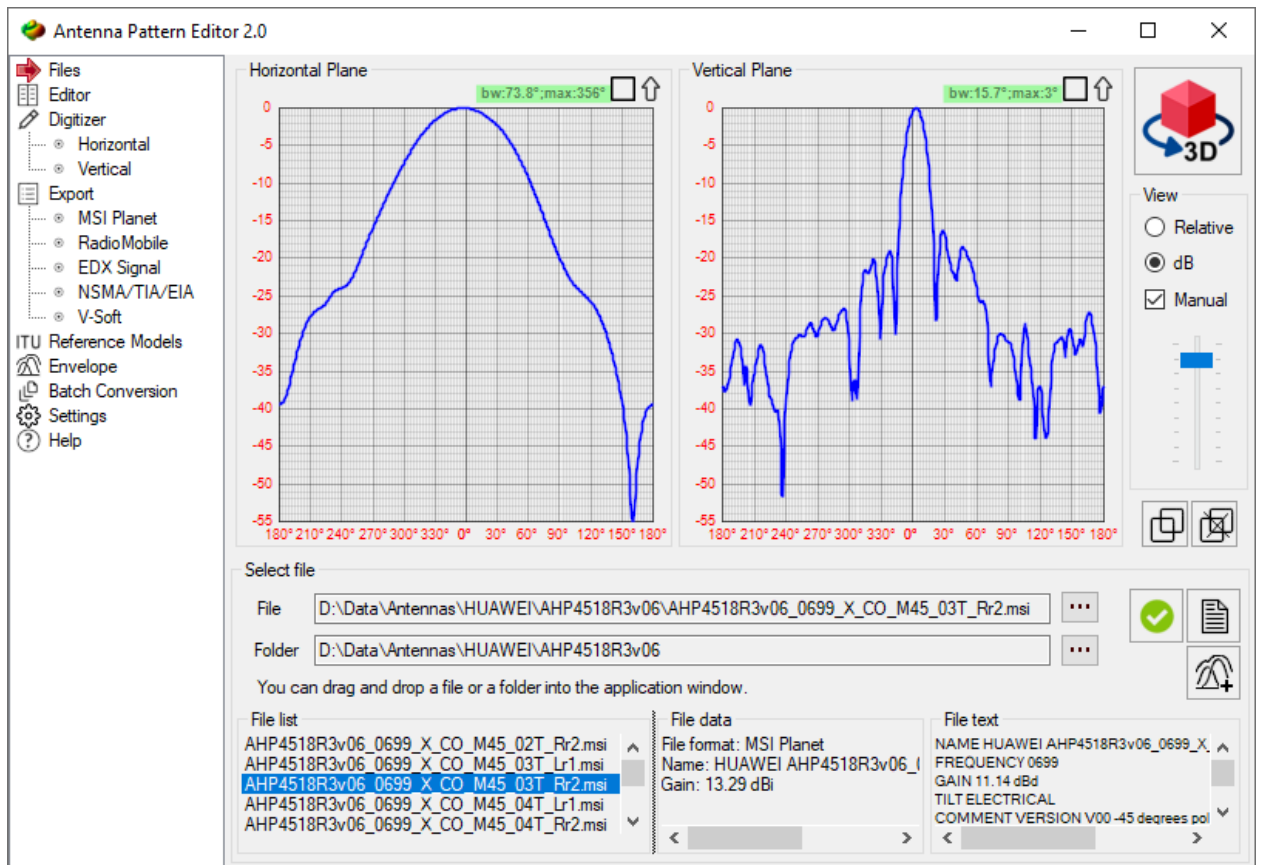 Antenna Pattern Editor 2.0
Files
Editor
Digitizer
Horizontal
Vertical
Export
MSI Planet
RadioMobile
EDX Signal
NSMA/TIA/EIA
V-Soft
ITU Reference Models
Envelope
Batch Conversion
Settings
? Help
Horizontal Plane
bw:73.8°;max:356°
0
-5
-10
-15
-20
-25
-30
-35
-40
-45
-50
-55
180° 210° 240° 270° 300° 330° 0° 30° 60° 90° 120° 150° 180°
Vertical Plane
bw:15.7°;max:3°
0
-5
-10
-15
-20
-25
-30
-35
-40
-45
-50
-55
180° 210° 240° 270° 300° 330° 0° 30° 60° 90° 120° 150° 180°
3D
View
Relative
dB
Manual
Select file
File D:\Data\Antennas\HUAWEI\AHP4518R3v06\AHP4518R3v06_0699_X_CO_M45_03T_Rr2.msi ...
Folder D:\Data\Antennas\HUAWEI\AHP4518R3v06 ...
You can drag and drop a file or a folder into the application window.
File list
AHP4518R3v06_0699_X_CO_M45_02T_Rr2.msi
AHP4518R3v06_0699_X_CO_M45_03T_Lr1.msi
AHP4518R3v06_0699_X_CO_M45_03T_Rr2.msi
AHP4518R3v06_0699_X_CO_M45_04T_Lr1.msi
AHP4518R3v06_0699_X_CO_M45_04T_Rr2.msi
File data
File format: MSI Planet
Name: HUAWEI AHP4518R3v06_(
Gain: 13.29 dBi
File text
NAME HUAWEI AHP4518R3v06_0699_X_
FREQUENCY 0699
GAIN 11.14 dBd
TILT ELECTRICAL
COMMENT VERSION V00 -45 degrees pol